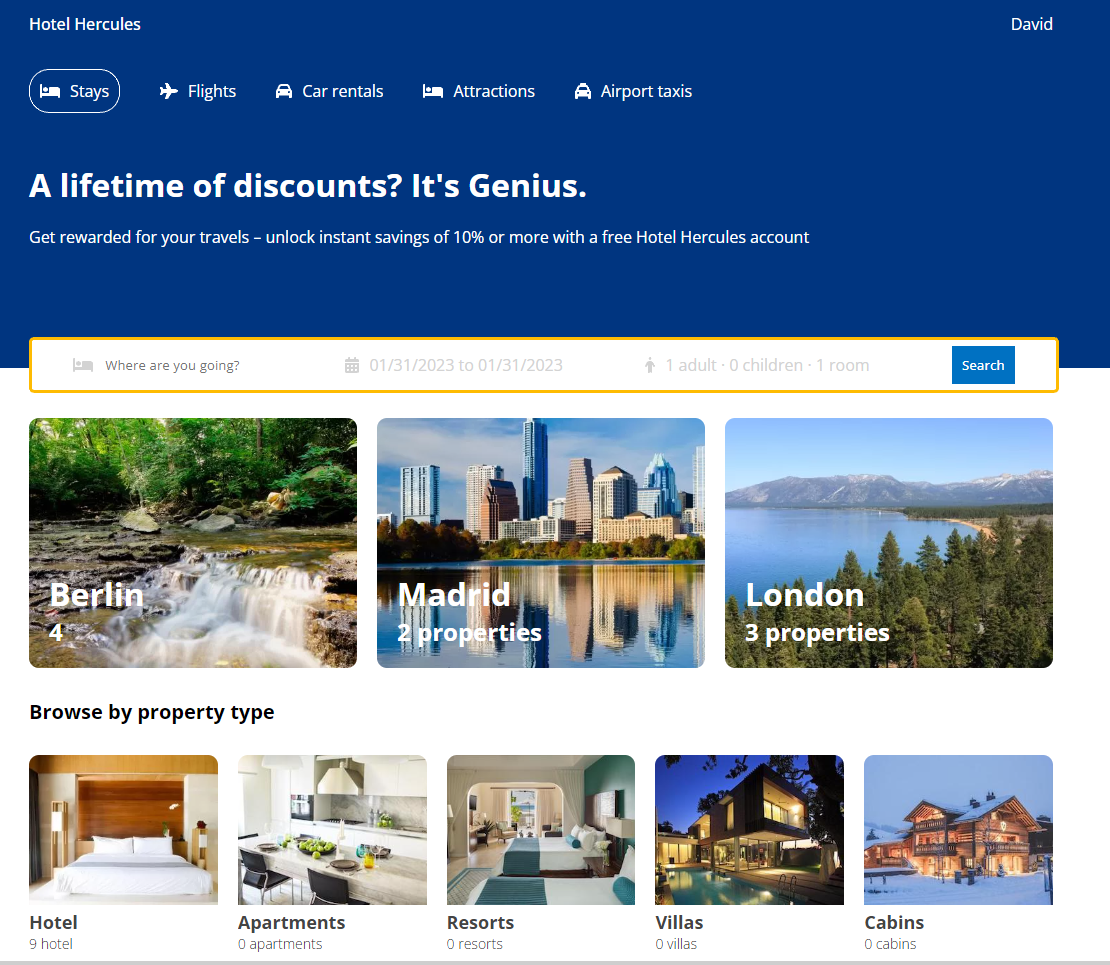 Hotel Hercules David
Stays Flights Car rentals Attractions Airport taxis
A lifetime of discounts? It's Genius.
Get rewarded for your travels – unlock instant savings of 10% or more with a free Hotel Hercules account
Where are you going? 01/31/2023 to 01/31/2023 1 adult · 0 children · 1 room Search
Berlin Madrid London
4 2 properties 3 properties
Browse by property type
Hotel Apartments Resorts Villas Cabins
9 hotel 0 apartments 0 resorts 0 villas 0 cabins